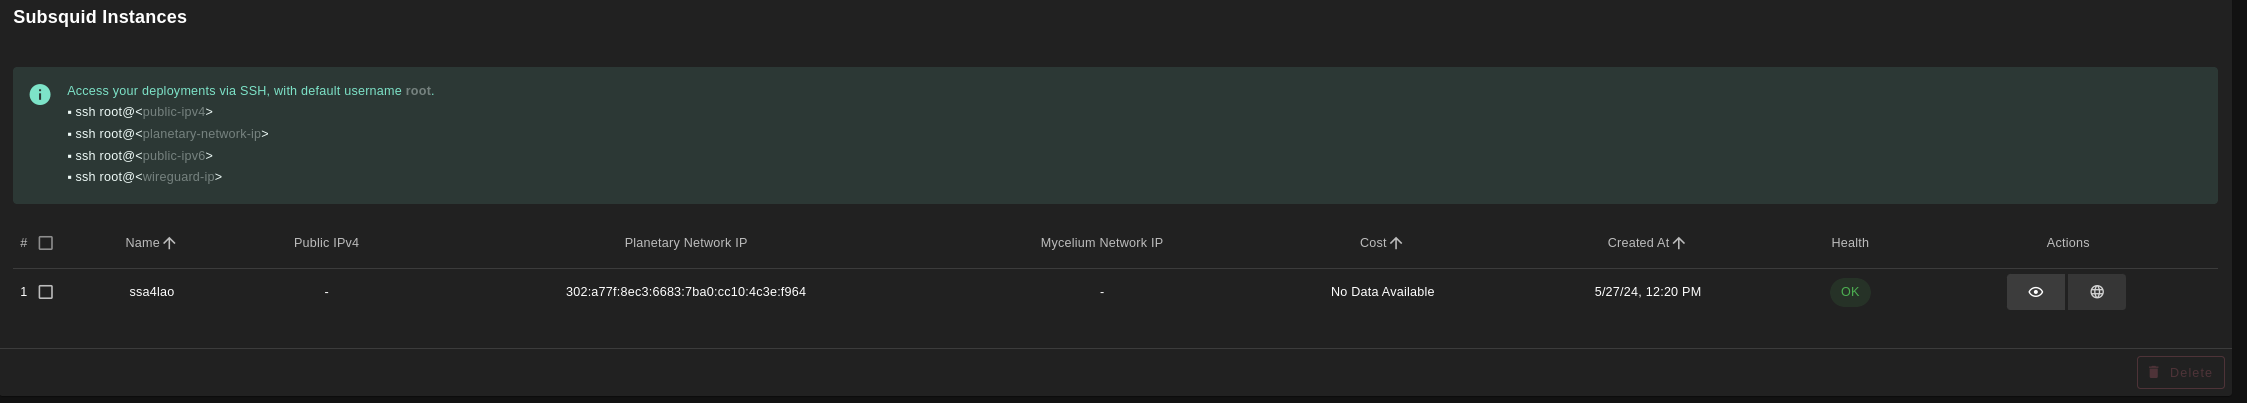 Subsquid Instances
Access your deployments via SSH, with default username root.
▪ ssh root@<public-ipv4>
▪ ssh root@<planetary-network-ip>
▪ ssh root@<public-ipv6>
▪ ssh root@<wireguard-ip>
# Name Public IPv4 Planetary Network IP Mycelium Network IP Cost Created At Health Actions
1 ssa4lao - 302:a77f:8ec3:6683:7ba0:cc10:4c3e:f964 - No Data Available 5/27/24, 12:20 PM OK
Delete